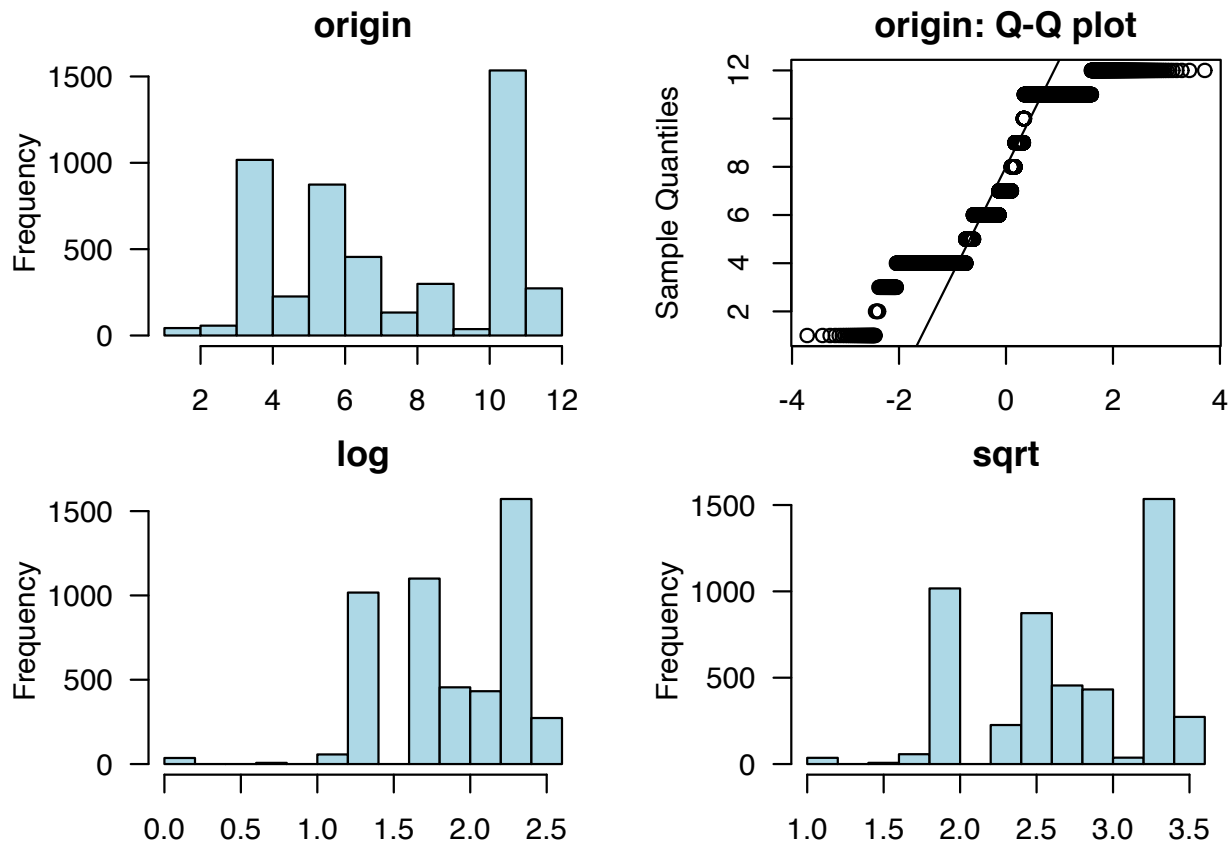 origin
Frequency
1500
1000
500
0
2 4 6 8 10 12
origin: Q-Q plot
Sample Quantiles
12
8
6
4
2
-4 -2 0 2 4
log
Frequency
1500
1000
500
0
0.0 0.5 1.0 1.5 2.0 2.5
sqrt
Frequency
1500
1000
500
0
1.0 1.5 2.0 2.5 3.0 3.5